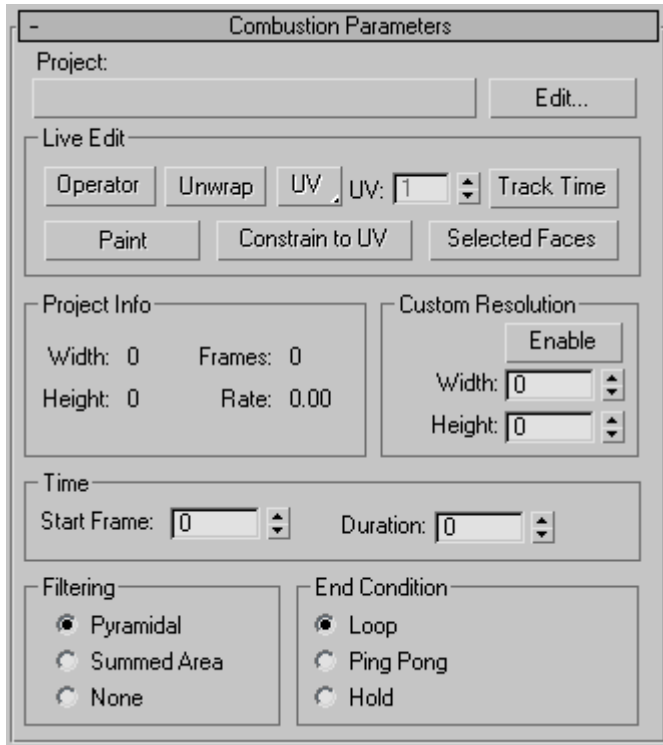 - Combustion Parameters
Project:
Edit...
Live Edit
Operator Unwrap UV UV: 1 Track Time
Paint Constrain to UV Selected Faces
Project Info
Width: 0 Frames: 0
Height: 0 Rate: 0.00
Custom Resolution
Enable
Width: 0
Height: 0
Time
Start Frame: 0 Duration: 0
Filtering
Pyramidal
Summed Area
None
End Condition
Loop
Ping Pong
Hold